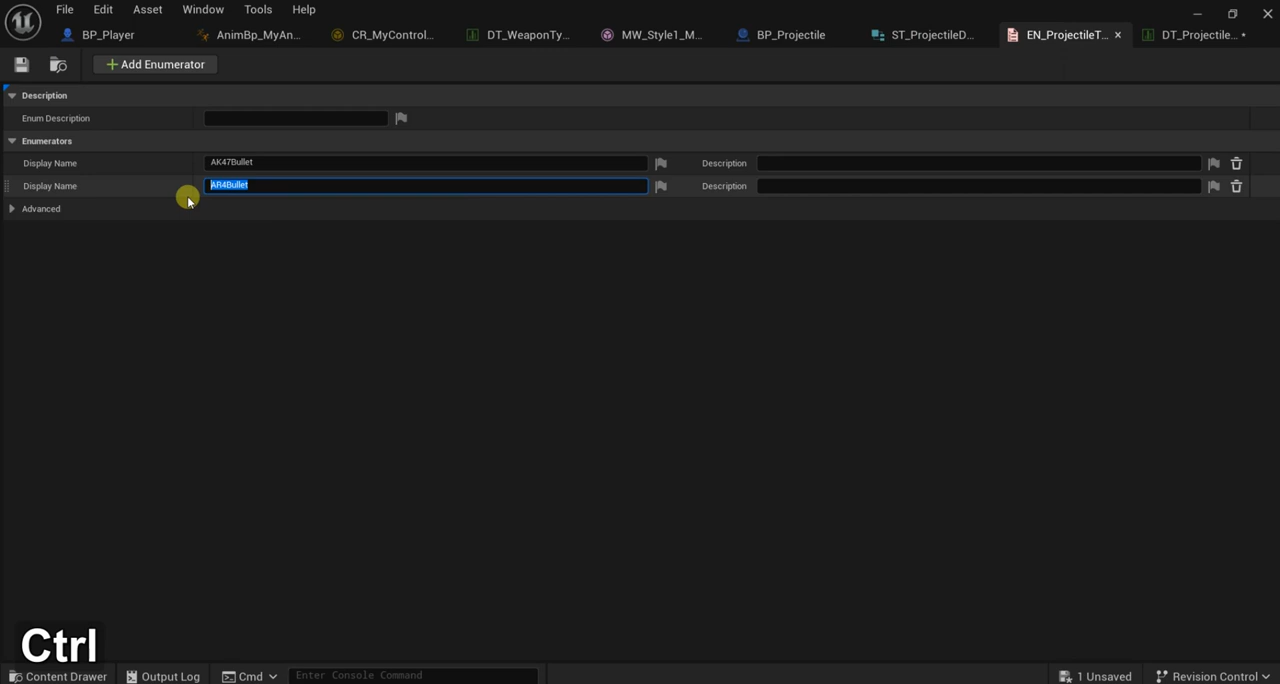 File Edit Asset Window Tools Help
BP_Player AnimBp_MyAn... CR_MyControl... DT_WeaponTy... MW_Style1_M... BP_Projectile ST_ProjectileD... EN_ProjectileT... × DT_Projectile... •
+ Add Enumerator
Description
Enum Description
Enumerators
Display Name AK47Bullet Description
Display Name AR4Bullet Description
Advanced
Ctrl
Content Drawer Output Log Cmd Enter Console Command 1 Unsaved Revision Control